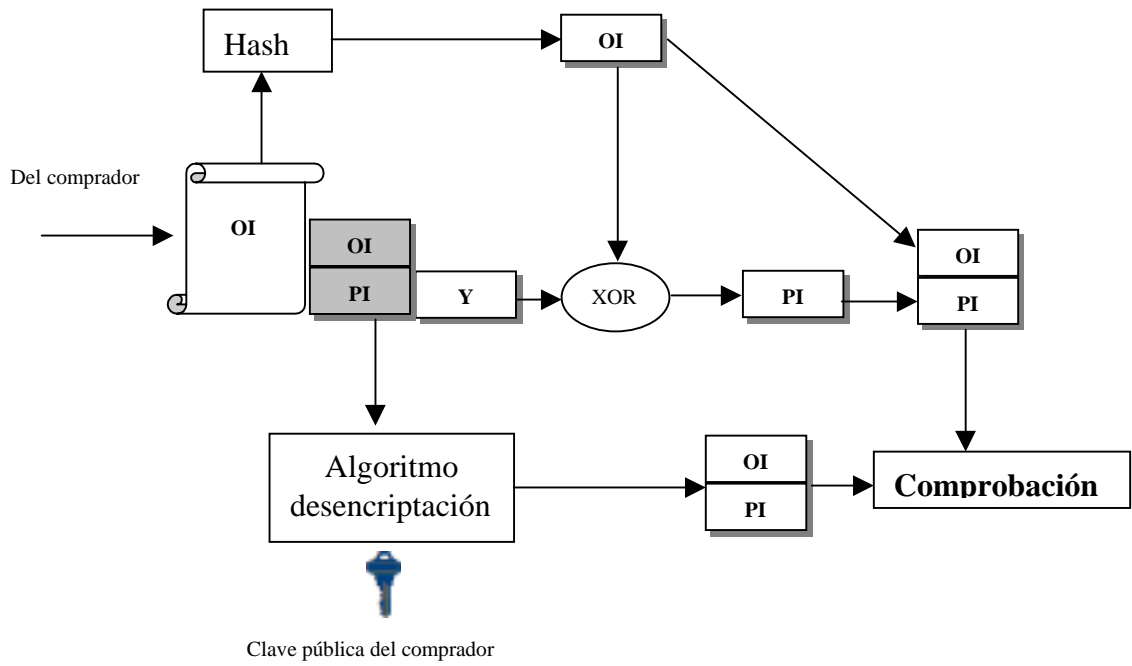 Hash
OI
Del comprador
OI
OI
PI
Y
XOR
PI
OI
PI
Algoritmo
desencriptación
OI
PI
Comprobación
Clave pública del comprador